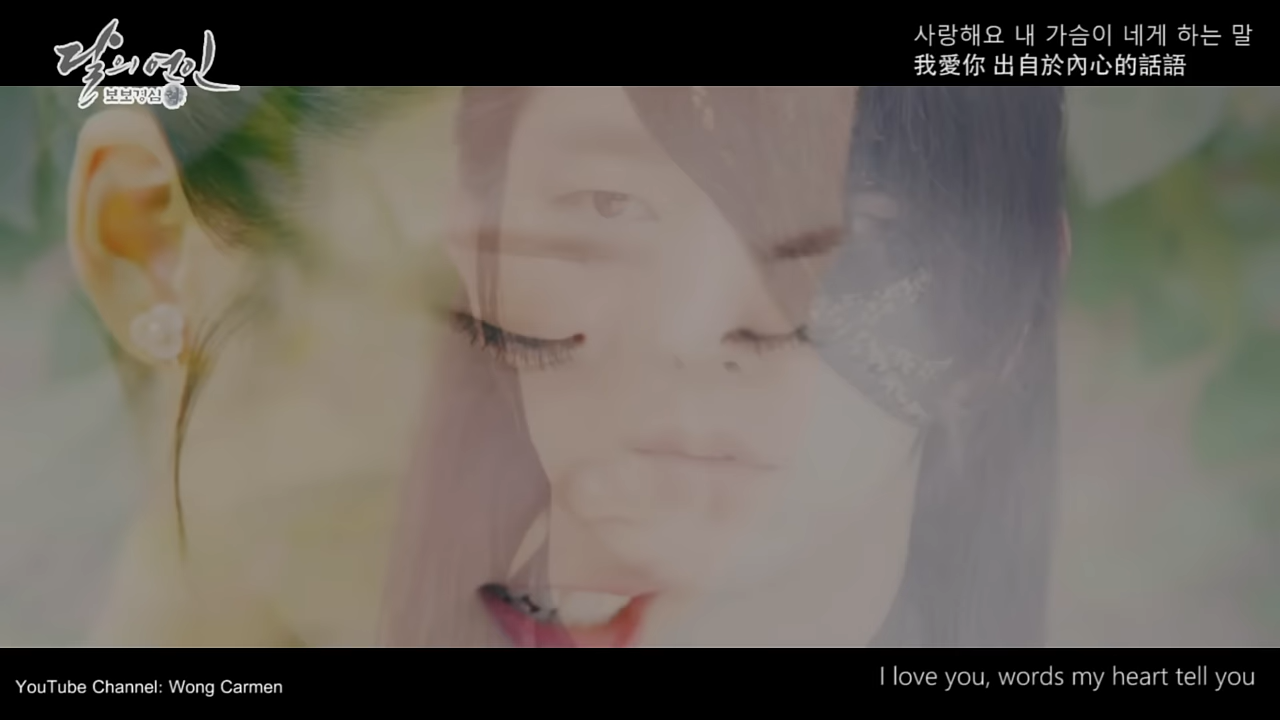 달의 연인
보보경심 려
사랑해요 내 가슴이 네게 하는 말
我愛你 出自於內心的話語
YouTube Channel: Wong Carmen
I love you, words my heart tell you